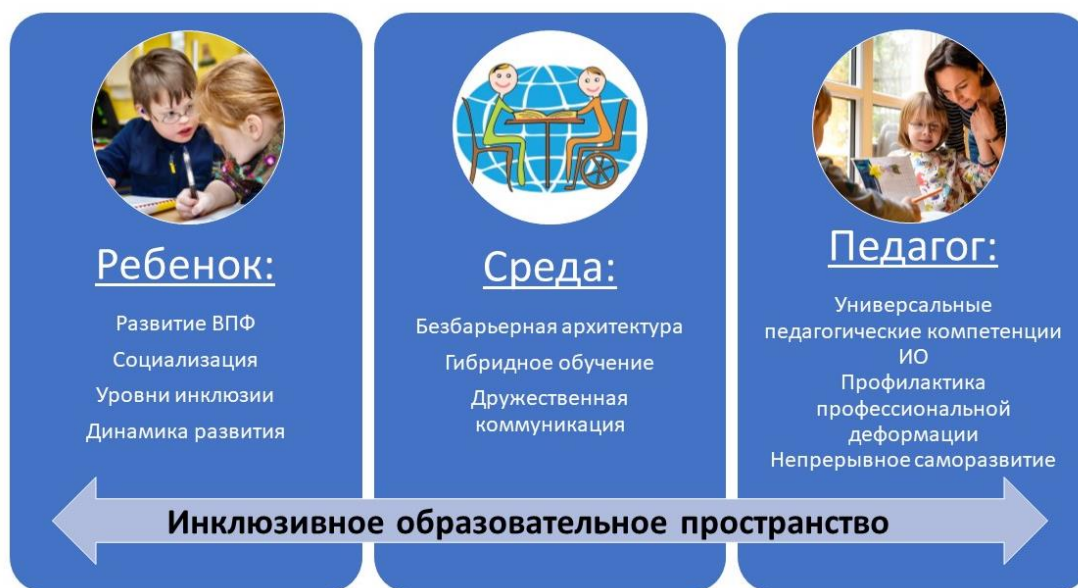 Ребенок:
Развитие ВПФ
Социализация
Уровни инклюзии
Динамика развития
Среда:
Безбарьерная архитектура
Гибридное обучение
Дружественная
коммуникация
Педагог:
Универсальные
педагогические компетенции
ИО
Профилактика
профессиональной
деформации
Непрерывное саморазвитие
Инклюзивное образовательное пространство